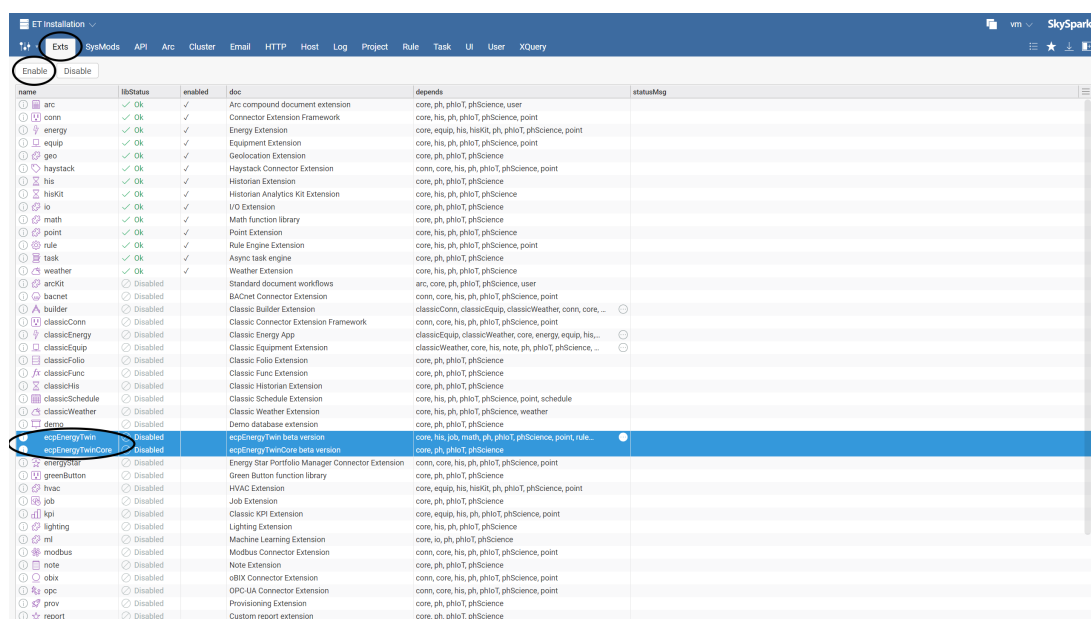 ET Installation
vm SkySpark
Exts SysMods API Arc Cluster Email HTTP Host Log Project Rule Task UI User XQuery
Enable Disable
name libStatus enabled doc depends statusMsg
arc Ok Arc compound document extension core, ph, phIoT, phScience, user
conn Ok Connector Extension Framework core, his, ph, phIoT, phScience, point
energy Ok Energy Extension core, equip, his, hisKit, ph, phIoT, phScience, point
equip Ok Equipment Extension core, his, ph, phIoT, phScience, point
geo Ok Geolocation Extension core, ph, phIoT, phScience
haystack Ok Haystack Connector Extension conn, core, his, ph, phIoT, phScience, point
his Ok Historian Extension core, ph, phIoT, phScience
hisKit Ok Historian Analytics Kit Extension core, his, ph, phIoT, phScience
io Ok I/O Extension core, ph, phIoT, phScience
math Ok Math function library core, ph, phIoT, phScience
point Ok Point Extension core, his, ph, phIoT, phScience
rule Ok Rule Engine Extension core, his, ph, phIoT, phScience, point
task Ok Async task engine core, ph, phIoT, phScience
weather Ok Weather Extension core, his, ph, phIoT, phScience
arcKit Disabled Standard document workflows arc, core, ph, phIoT, phScience, user
bacnet Disabled BACnet Connector Extension conn, core, his, ph, phIoT, phScience, point
builder Disabled Classic Builder Extension classicConn, classicEquip, classicWeather, conn, core, ...
classicConn Disabled Classic Connector Extension Framework conn, core, his, ph, phIoT, phScience, point
classicEnergy Disabled Classic Energy App classicEquip, classicWeather, core, energy, equip, his,...
classicEquip Disabled Classic Equipment Extension classicWeather, core, his, note, ph, phIoT, phScience, ...
classicFolio Disabled Classic Folio Extension core, ph, phIoT, phScience
classicFunc Disabled Classic Func Extension core, ph, phIoT, phScience
classicHis Disabled Classic Historian Extension core, his, ph, phIoT, phScience
classicSchedule Disabled Classic Schedule Extension core, his, ph, phIoT, phScience, point, schedule
classicWeather Disabled Classic Weather Extension core, his, ph, phIoT, phScience, weather
demo Disabled Demo database extension core, ph, phIoT, phScience
ecpEnergyTwin Disabled ecpEnergyTwin beta version core, his, job, math, ph, phIoT, phScience, point, rule...
ecpEnergyTwinCore Disabled ecpEnergyTwinCore beta version core, ph, phIoT, phScience
energyStar Disabled Energy Star Portfolio Manager Connector Extension conn, core, his, ph, phIoT, phScience, point
greenButton Disabled Green Button function library core, ph, phIoT, phScience
hvac Disabled HVAC Extension core, equip, his, hisKit, ph, phIoT, phScience, point
job Disabled Job Extension core, ph, phIoT, phScience
kpi Disabled Classic KPI Extension core, equip, his, ph, phIoT, phScience, point
lighting Disabled Lighting Extension core, his, ph, phIoT, phScience
ml Disabled Machine Learning Extension core, io, ph, phIoT, phScience
modbus Disabled Modbus Connector Extension conn, core, his, ph, phIoT, phScience, point
note Disabled Note Extension core, ph, phIoT, phScience
obix Disabled oBIX Connector Extension conn, core, his, ph, phIoT, phScience, point
opc Disabled OPC-UA Connector Extension conn, core, his, ph, phIoT, phScience, point
prov Disabled Provisioning Extension core, ph, phIoT, phScience
report Disabled Custom report extension core, ph, phIoT, phScience